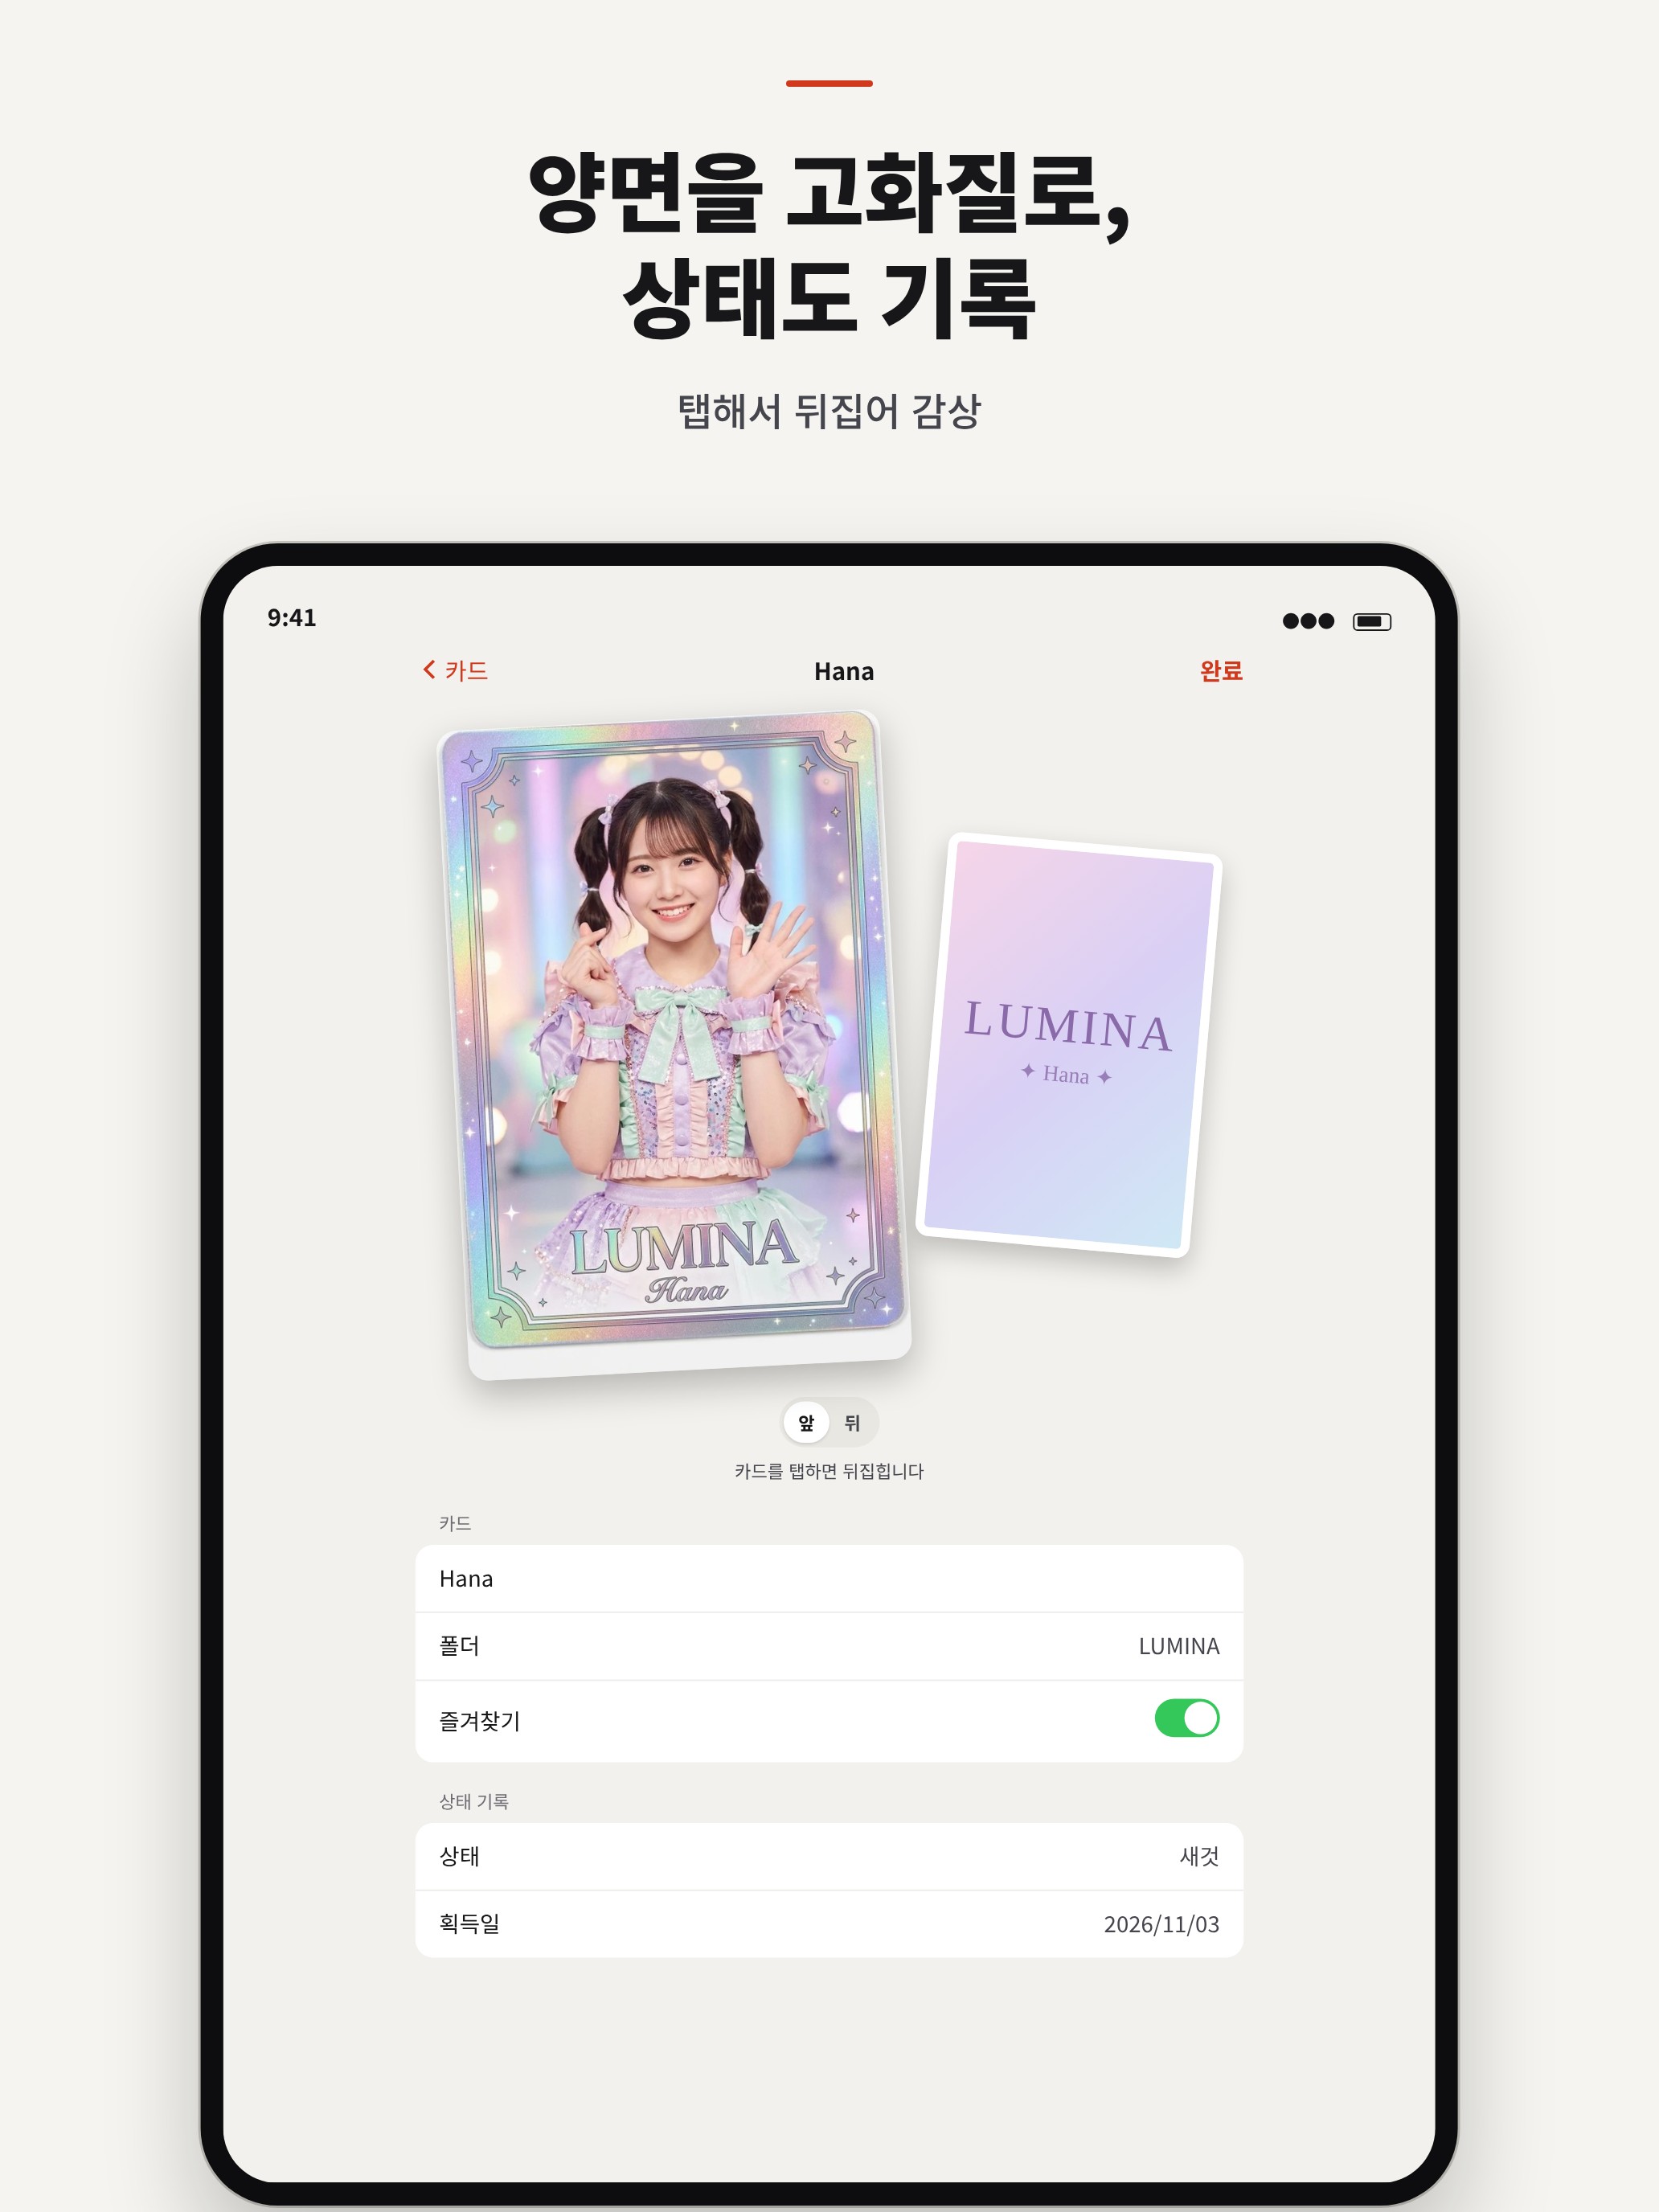 양면을 고화질로,
상태도 기록
탭해서 뒤집어 감상
9:41
카드
Hana
완료
LUMINA
Hana
LUMINA
✦ Hana ✦
앞 뒤
카드를 탭하면 뒤집힙니다
카드
Hana
폴더 LUMINA
즐겨찾기
상태 기록
상태 새것
획득일 2026/11/03